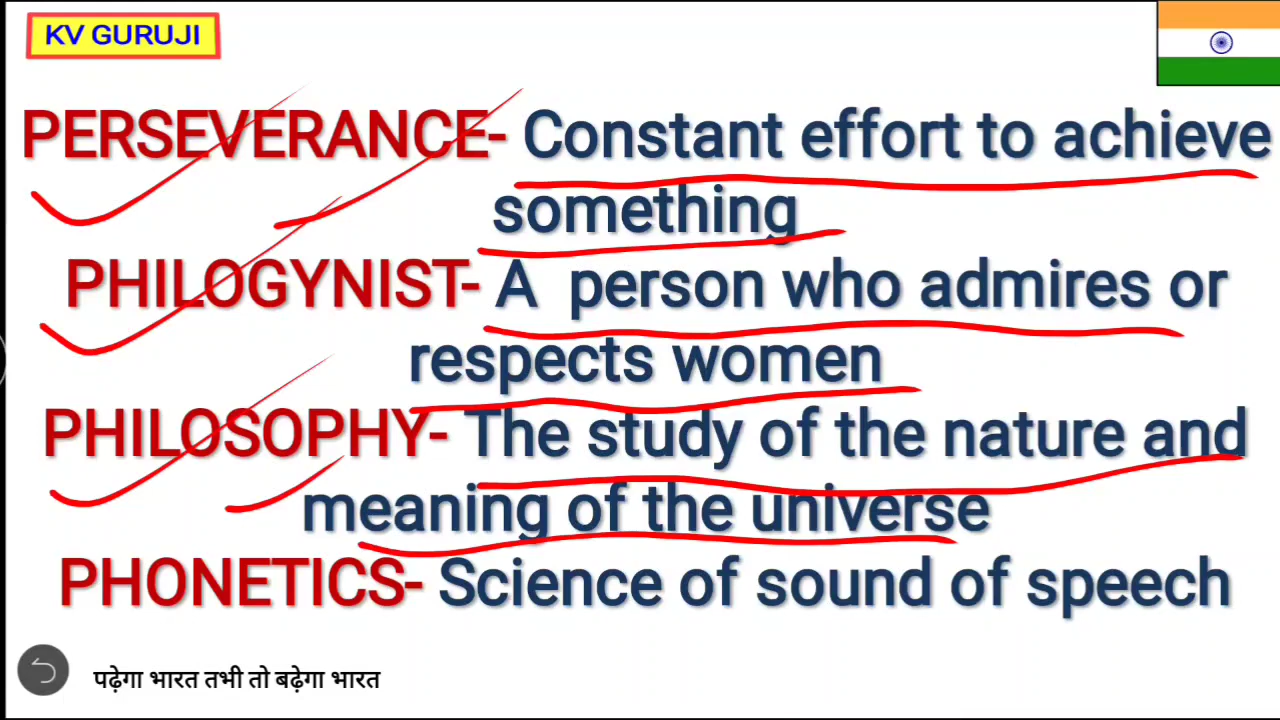 KV GURUJI
PERSEVERANCE- Constant effort to achieve
something
PHILOGYNIST- A person who admires or
respects women
PHILOSOPHY- The study of the nature and
meaning of the universe
PHONETICS- Science of sound of speech
पढ़ेगा भारत तभी तो बढ़ेगा भारत